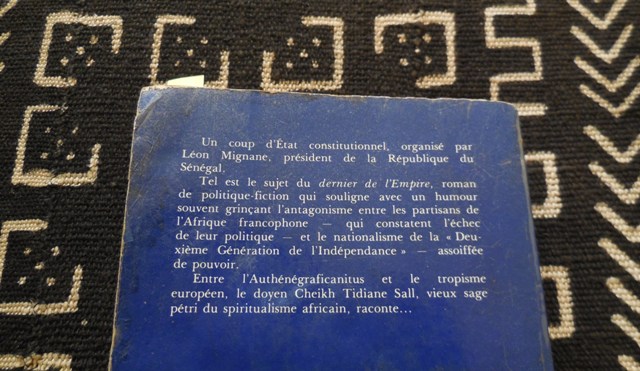 Un coup d'État constitutionnel, organisé par
Léon Mignane, président de la République du
Sénégal.
Tel est le sujet du dernier de l'Empire, roman
de politique-fiction qui souligne avec un humour
souvent grinçant l'antagonisme entre les partisans de
l'Afrique francophone — qui constatent l'échec
de leur politique — et le nationalisme de la « Deu-
xième Génération de l'Indépendance » — assoiffée
de pouvoir.
Entre l'Authénégraficanitus et le tropisme
européen, le doyen Cheikh Tidiane Sall, vieux sage
pétri du spiritualisme africain, raconte...